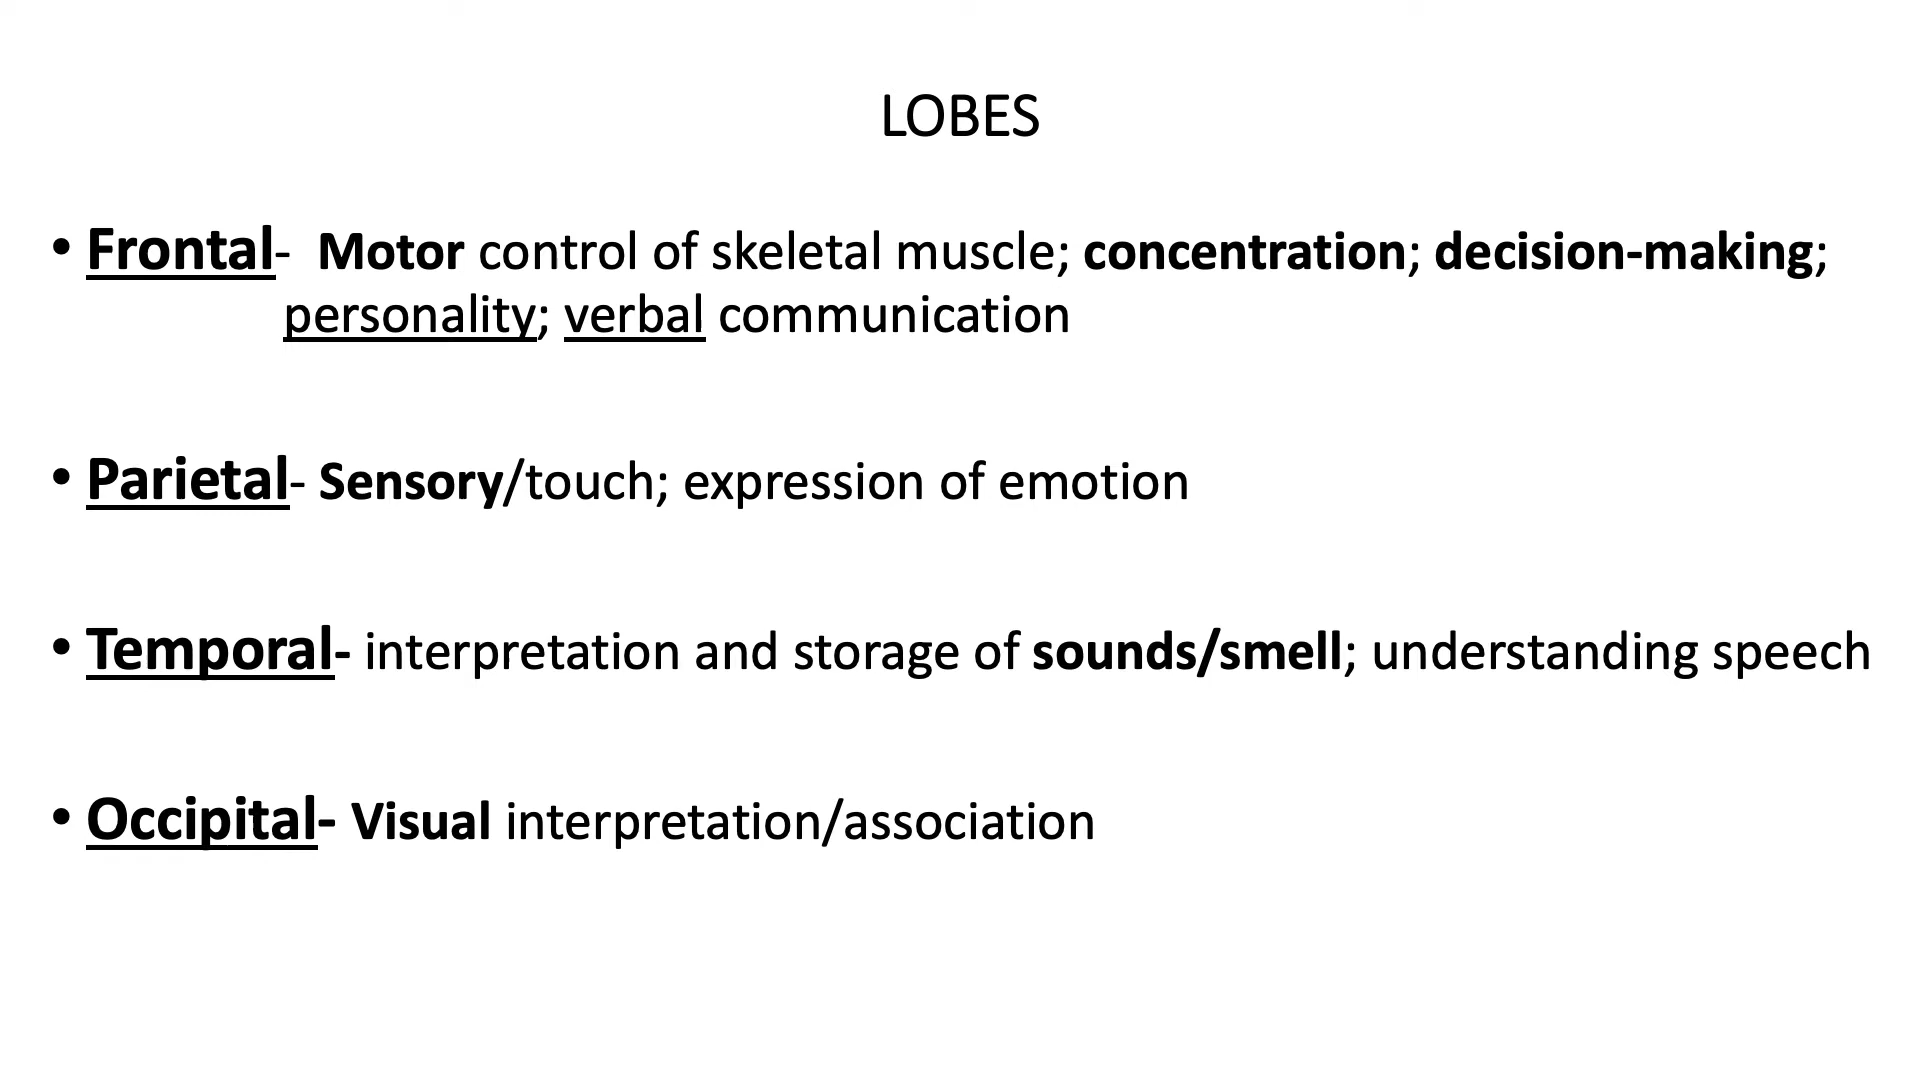 LOBES
• Frontal-  Motor control of skeletal muscle; concentration; decision-making;
personality; verbal communication
• Parietal- Sensory/touch; expression of emotion
• Temporal- interpretation and storage of sounds/smell; understanding speech
• Occipital- Visual interpretation/association